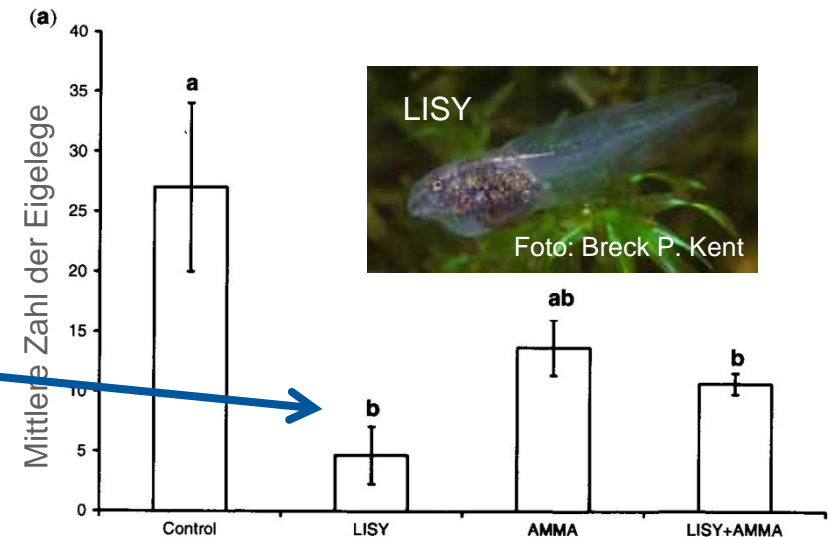 (a)
Mittlere Zahl der Eigelege
40
35
30
25
20
15
10
5
0
a
b
ab
b
LISY
Foto: Breck P. Kent
Control
LISY
AMMA
LISY+AMMA